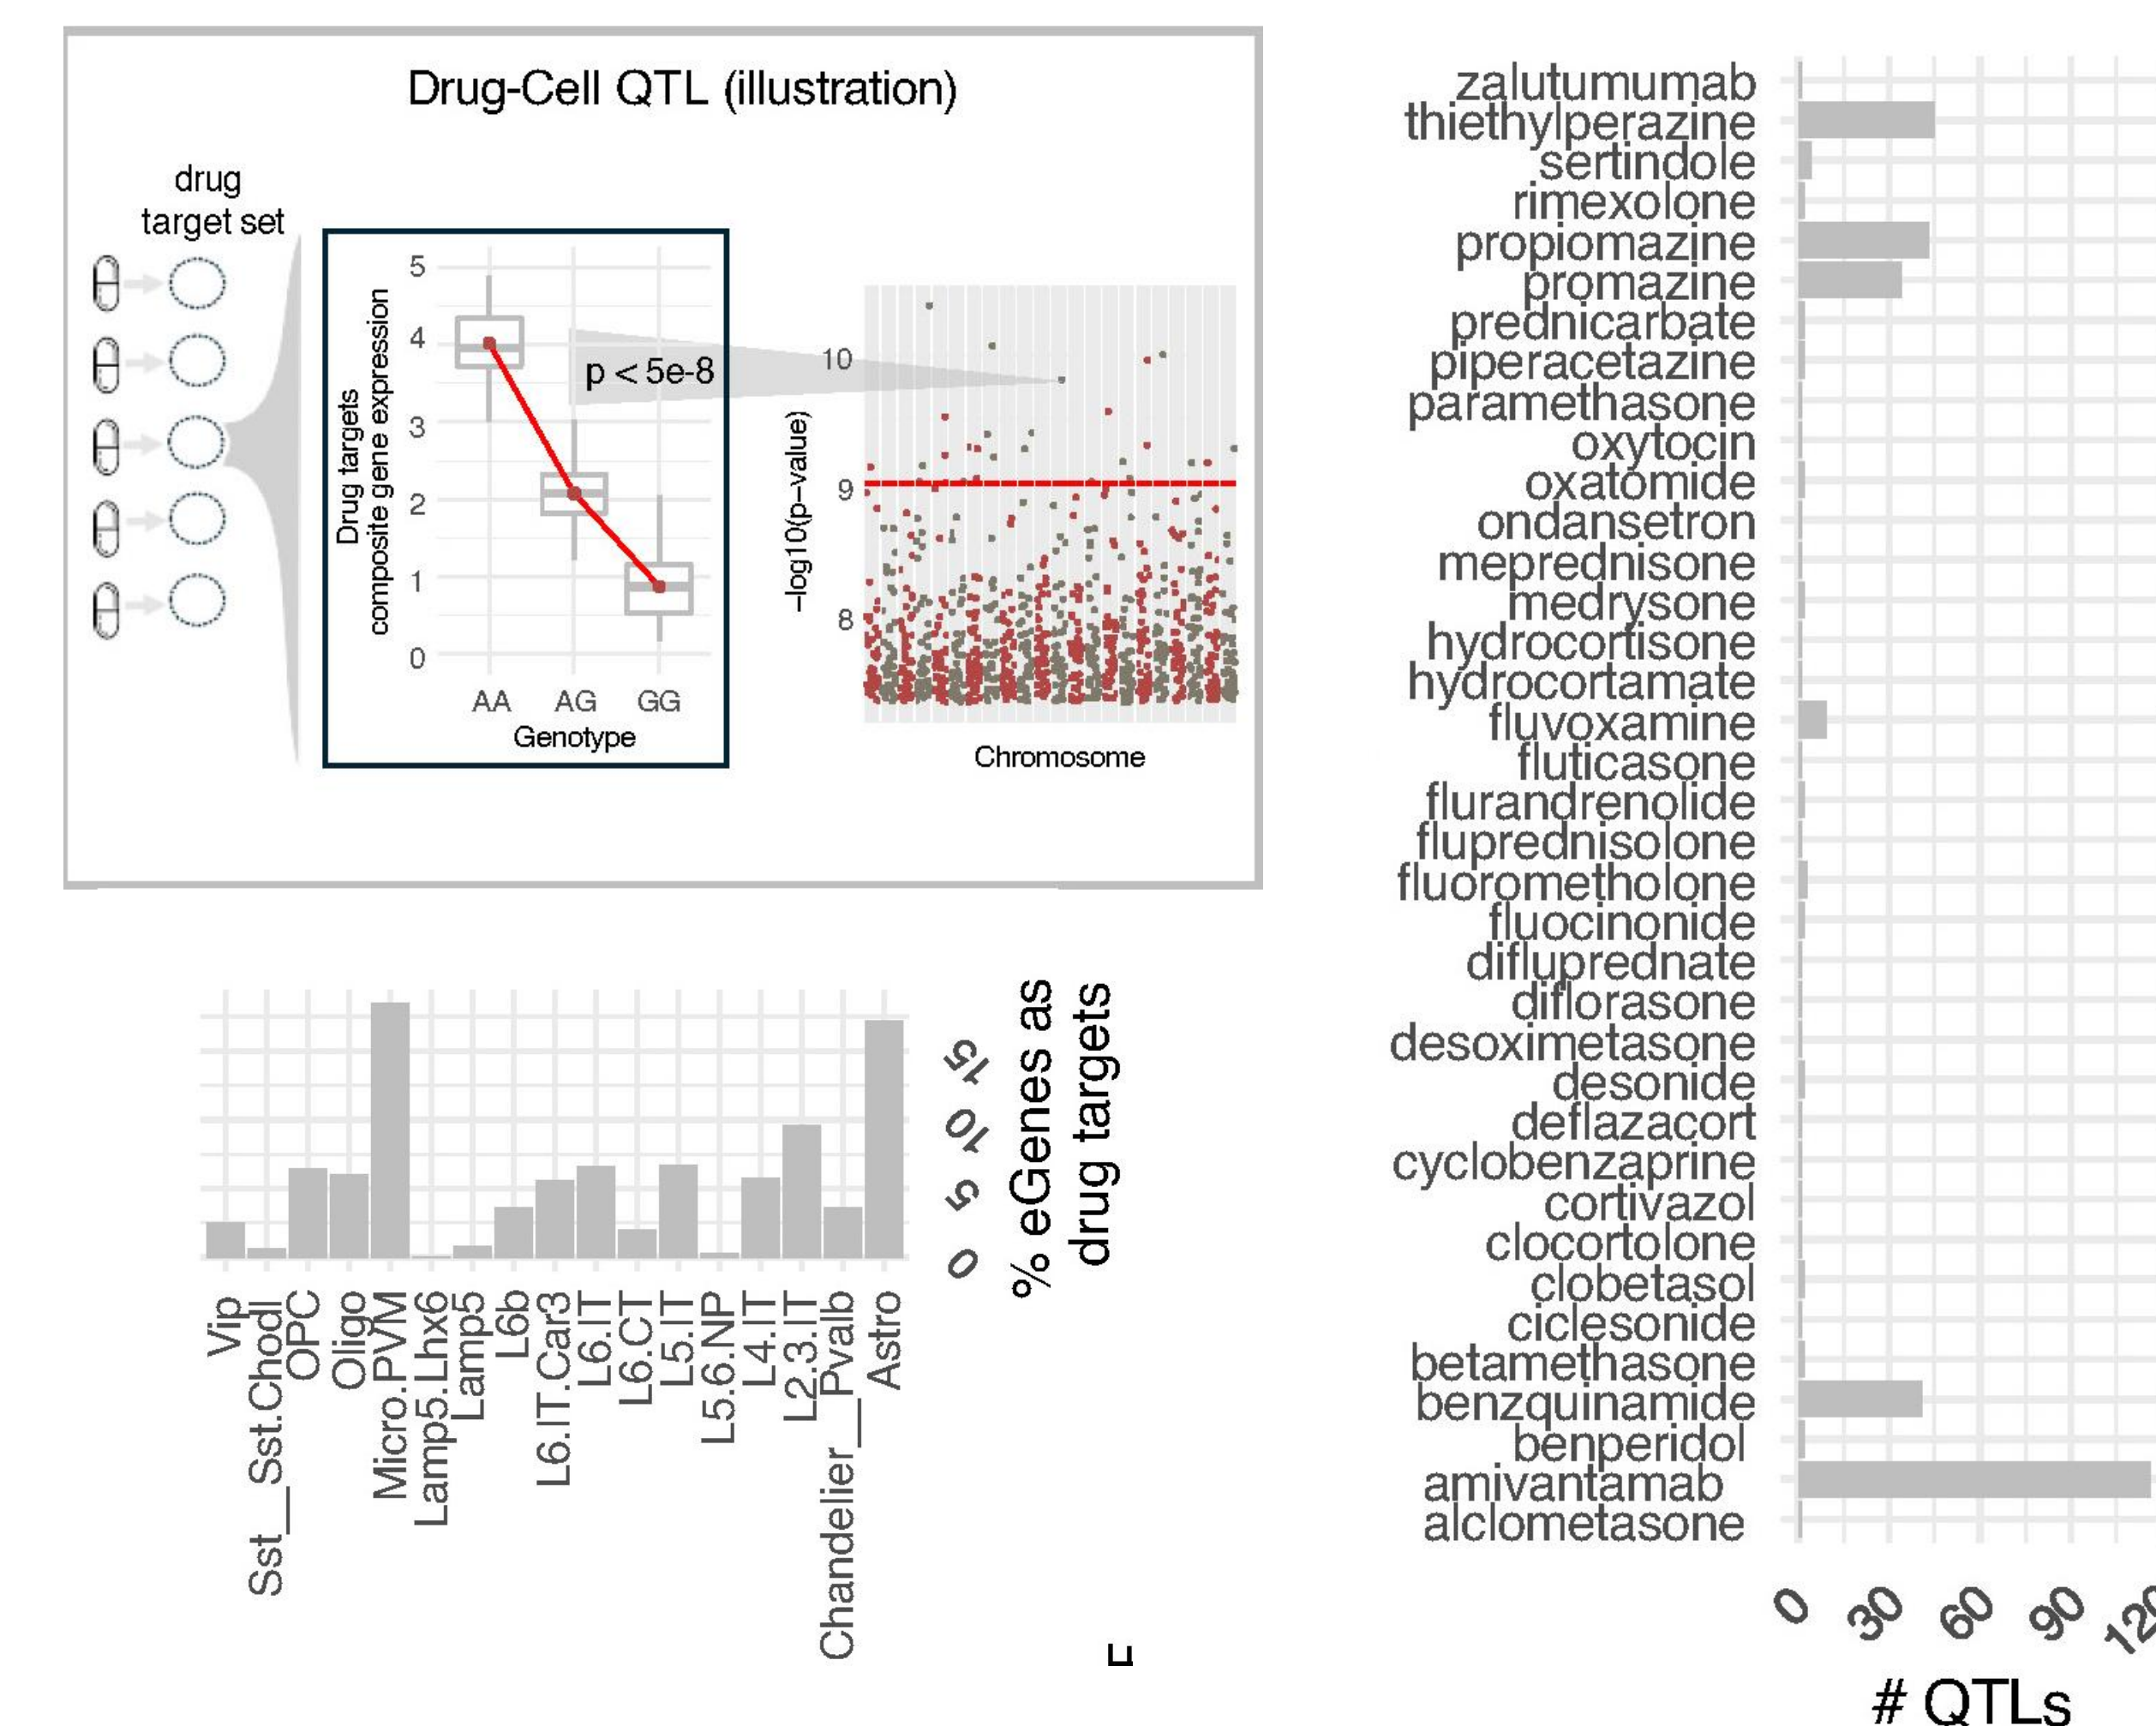 Drug-Cell QTL (illustration)
drug
target set
Drug targets
composite gene expression
5
4
3
2
1
0
AA AG GG
Genotype
p < 5e-8
–log10(p–value)
10
9
8
Chromosome
Vip
Sst__Sst.Chodl
OPC
Oligo
Micro.PVM
Lamp5.Lhx6
Lamp5
L6b
L6.IT.Car3
L6.IT
L6.CT
L5.IT
L5.6.NP
L4.IT
L2.3.IT
Chandelier__Pvalb
Astro
0 5 10 15
% eGenes as
drug targets
zalutumumab
thiethylperazine
sertindole
rimexolone
propiomazine
promazine
prednicarbate
piperacetazine
paramethasone
oxytocin
oxatomide
ondansetron
meprednisone
medrysone
hydrocortisone
hydrocortamate
fluvoxamine
fluticasone
flurandrenolide
fluprednisolone
fluorometholone
fluocinonide
difluprednate
diflorasone
desoximetasone
desonide
deflazacort
cyclobenzaprine
cortivazol
clocortolone
clobetasol
ciclesonide
betamethasone
benzquinamide
benperidol
amivantamab
alclometasone
0 30 60 90 120
# QTLs